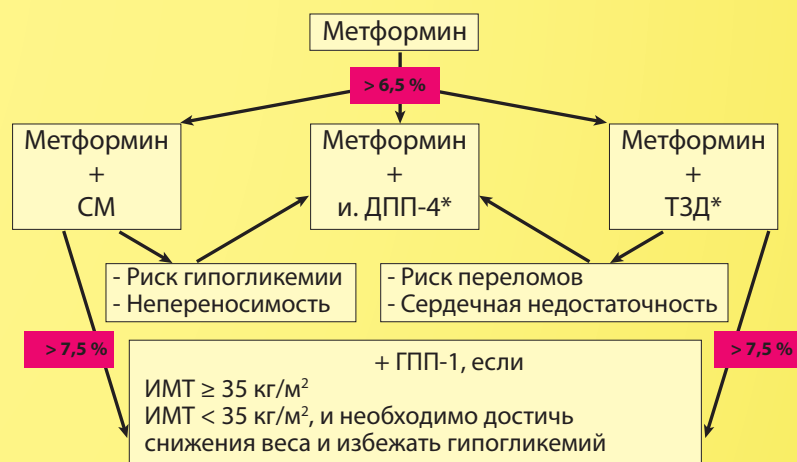 Метформин
> 6,5 %
Метформин
+
СМ
Метформин
+
и. ДПП-4*
Метформин
+
ТЗД*
- Риск гипогликемии
- Непереносимость
- Риск переломов
- Сердечная недостаточность
> 7,5 %
> 7,5 %
+ ГПП-1, если
ИМТ ≥ 35 кг/м²
ИМТ < 35 кг/м², и необходимо достичь
снижения веса и избежать гипогликемий